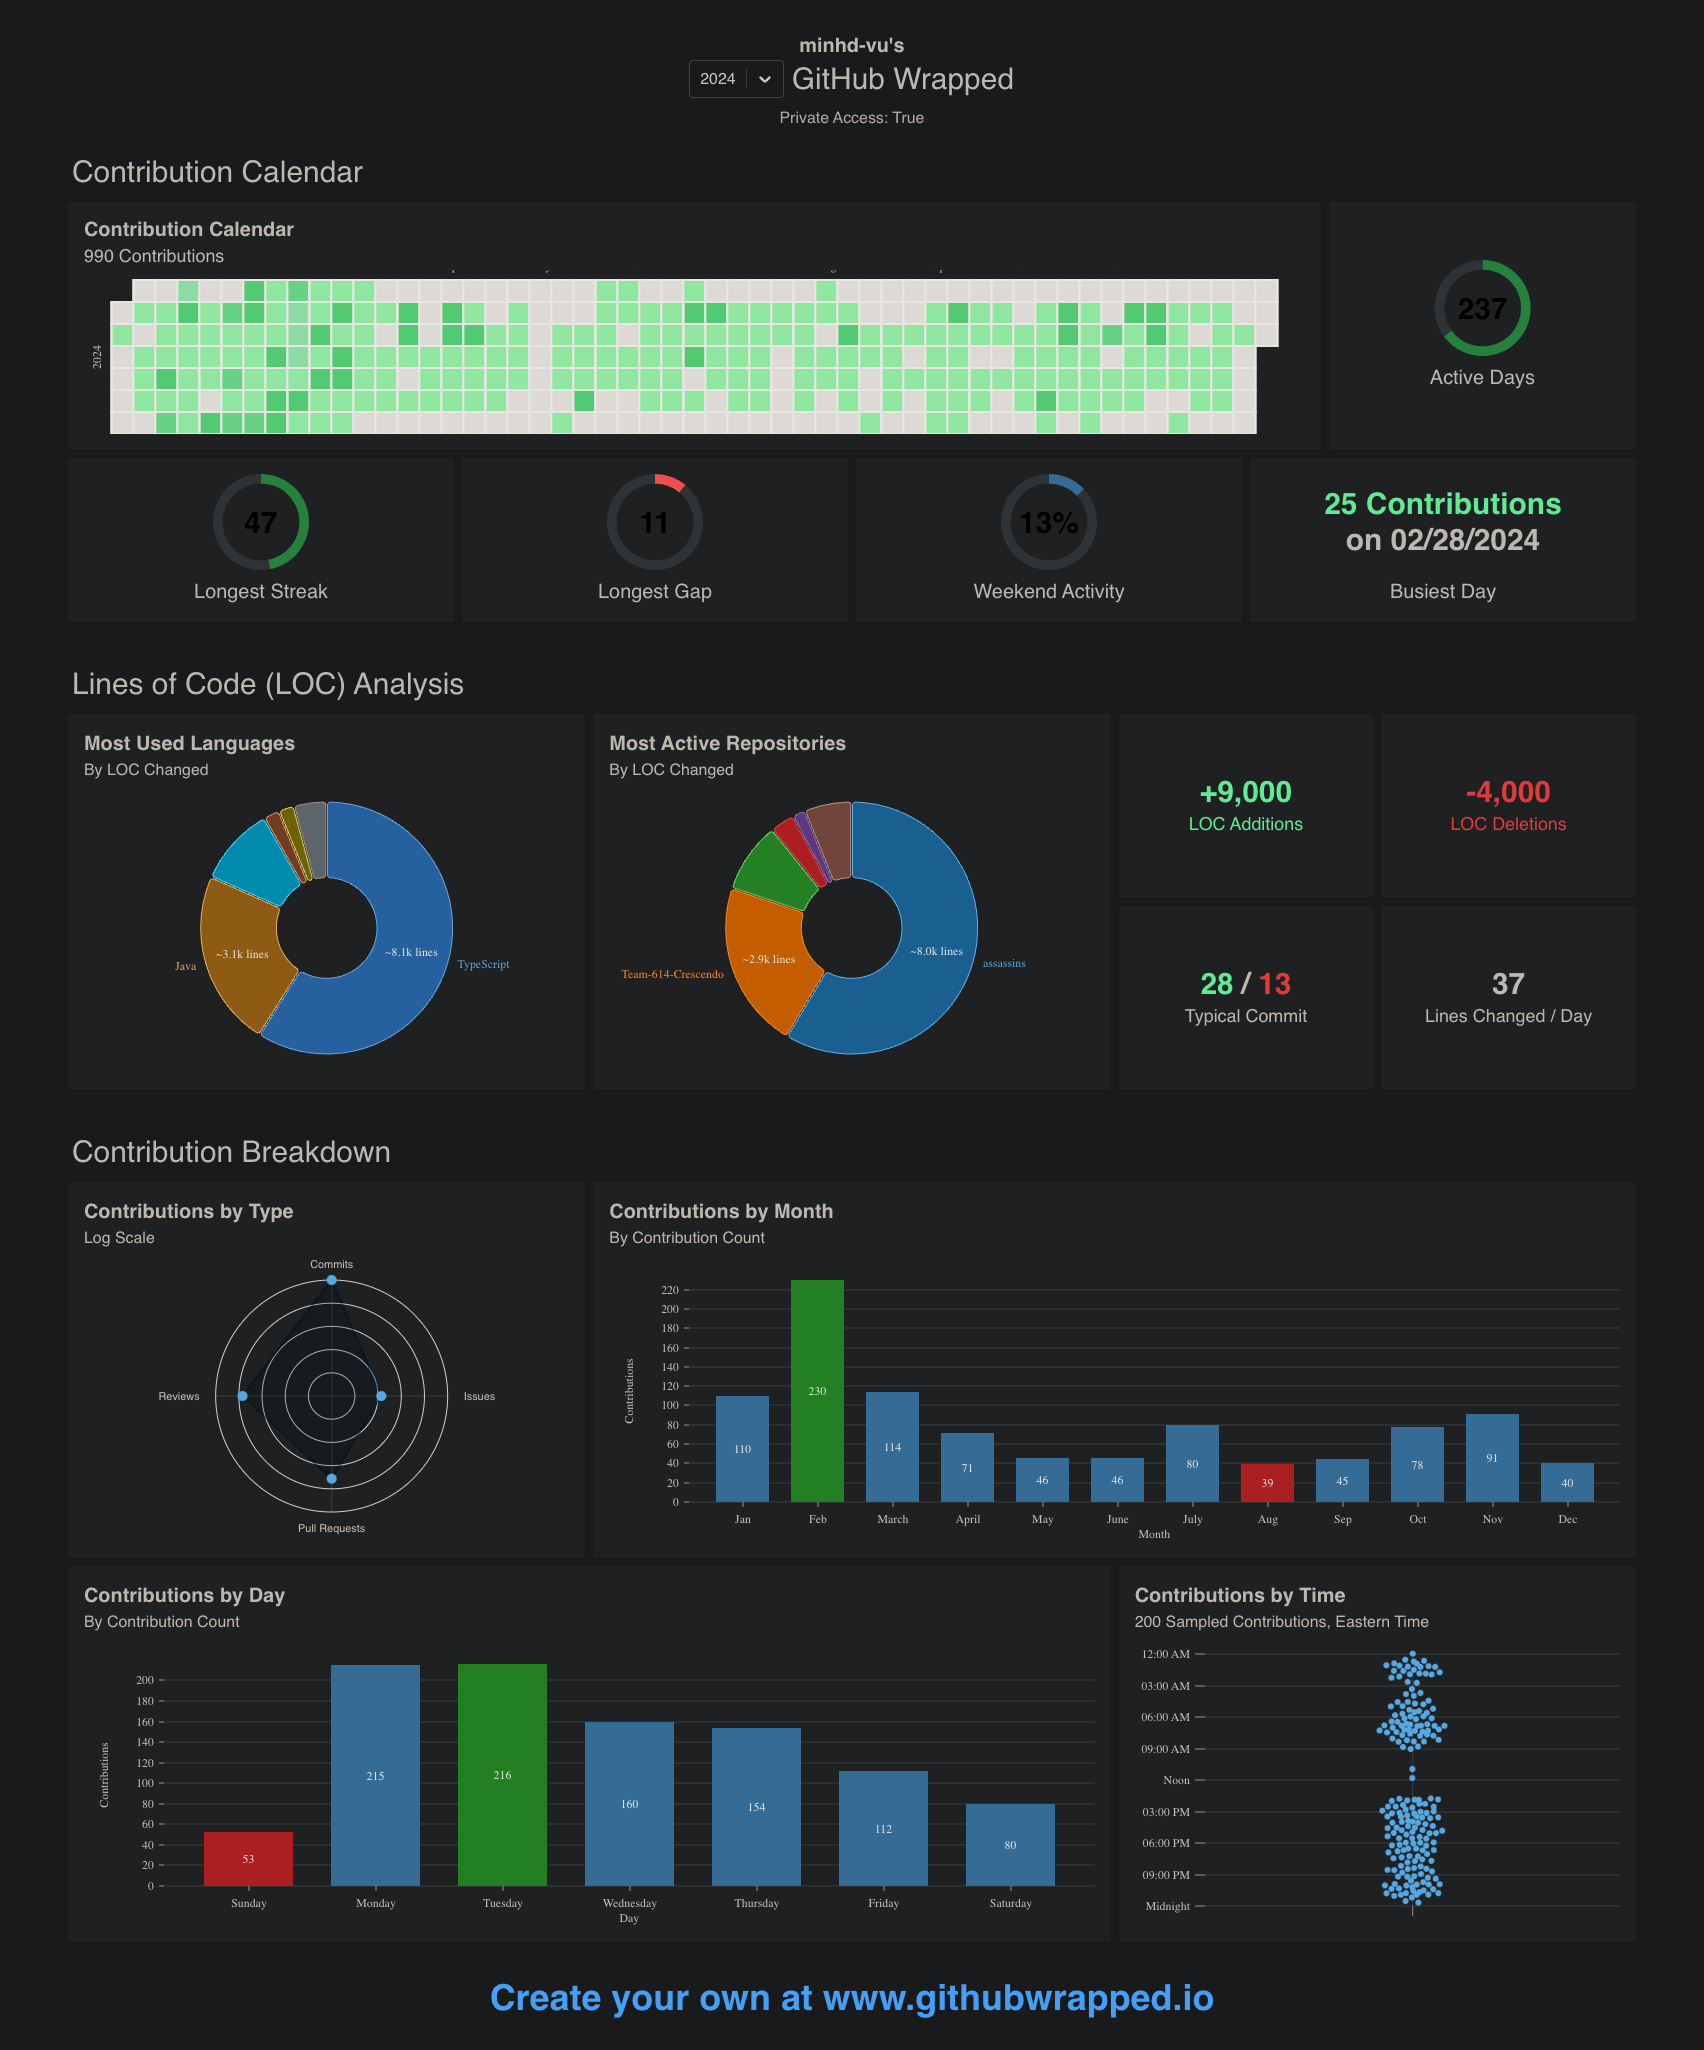 minhd-vu's
2024 GitHub Wrapped
Private Access: True
Contribution Calendar
Contribution Calendar
990 Contributions
2024
237
Active Days
47
Longest Streak
11
Longest Gap
13%
Weekend Activity
25 Contributions
on 02/28/2024
Busiest Day
Lines of Code (LOC) Analysis
Most Used Languages
By LOC Changed
~3.1k lines
~8.1k lines
Java
TypeScript
Most Active Repositories
By LOC Changed
~8.0k lines
~2.9k lines
assassins
Team-614-Crescendo
+9,000
LOC Additions
-4,000
LOC Deletions
28 / 13
Typical Commit
37
Lines Changed / Day
Contribution Breakdown
Contributions by Type
Log Scale
Commits
Reviews
Issues
Pull Requests
Contributions by Month
By Contribution Count
Contributions
220
200
180
160
140
120
100
80
60
40
20
0
110
230
114
71
46
46
80
39
45
78
91
40
Jan
Feb
March
April
May
June
July
Aug
Sep
Oct
Nov
Dec
Month
Contributions by Day
By Contribution Count
Contributions
200
180
160
140
120
100
80
60
40
20
0
53
215
216
160
154
112
80
Sunday
Monday
Tuesday
Wednesday
Thursday
Friday
Saturday
Day
Contributions by Time
200 Sampled Contributions, Eastern Time
12:00 AM
03:00 AM
06:00 AM
09:00 AM
Noon
03:00 PM
06:00 PM
09:00 PM
Midnight
Create your own at www.githubwrapped.io